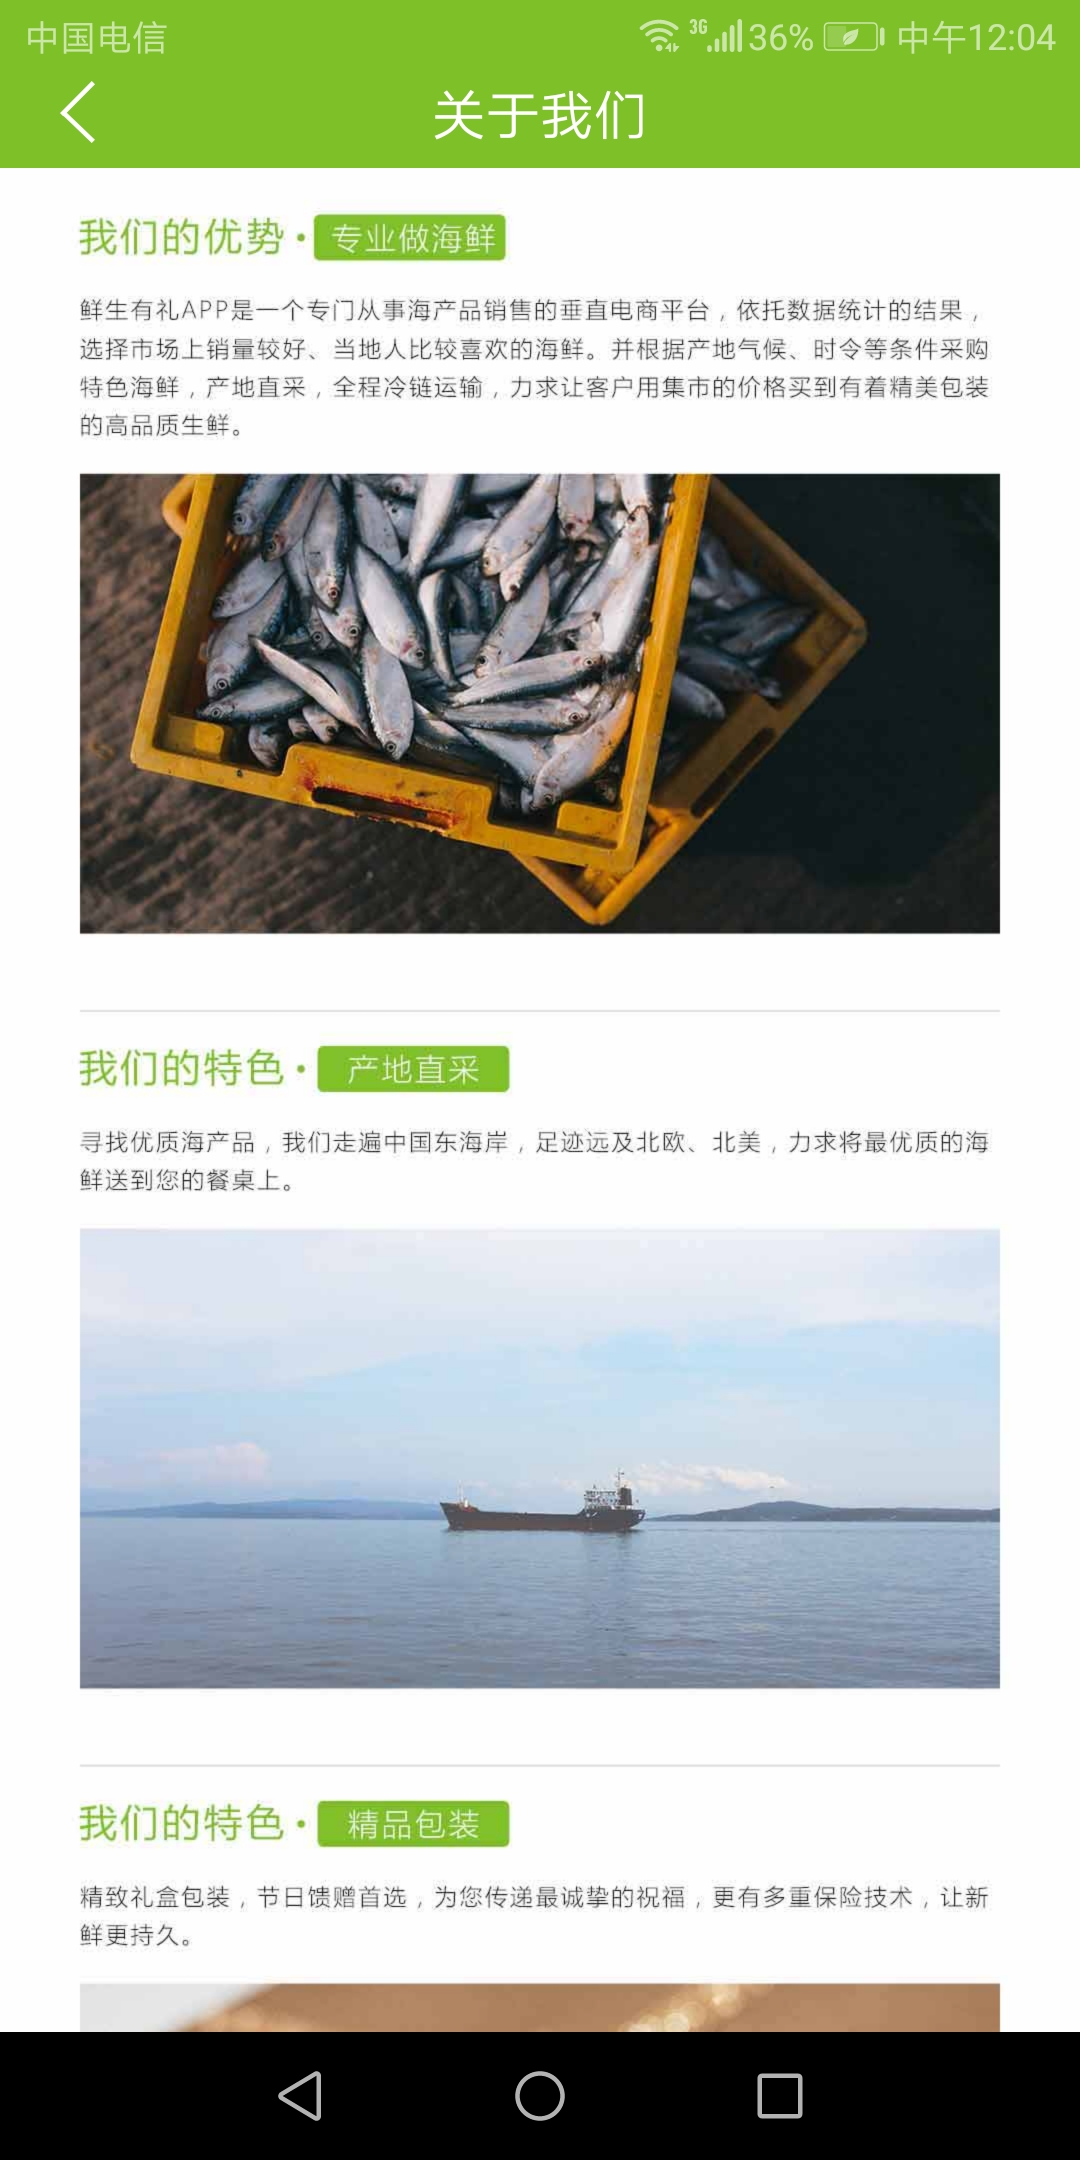 中国电信 3G 36% 中午12:04
关于我们
我们的优势·专业做海鲜
鲜生有礼APP是一个专门从事海产品销售的垂直电商平台，依托数据统计的结果，
选择市场上销量较好、当地人比较喜欢的海鲜。并根据产地气候、时令等条件采购
特色海鲜，产地直采，全程冷链运输，力求让客户用集市的价格买到有着精美包装
的高品质生鲜。
我们的特色·产地直采
寻找优质海产品，我们走遍中国东海岸，足迹远及北欧、北美，力求将最优质的海
鲜送到您的餐桌上。
我们的特色·精品包装
精致礼盒包装，节日馈赠首选，为您传递最诚挚的祝福，更有多重保险技术，让新
鲜更持久。